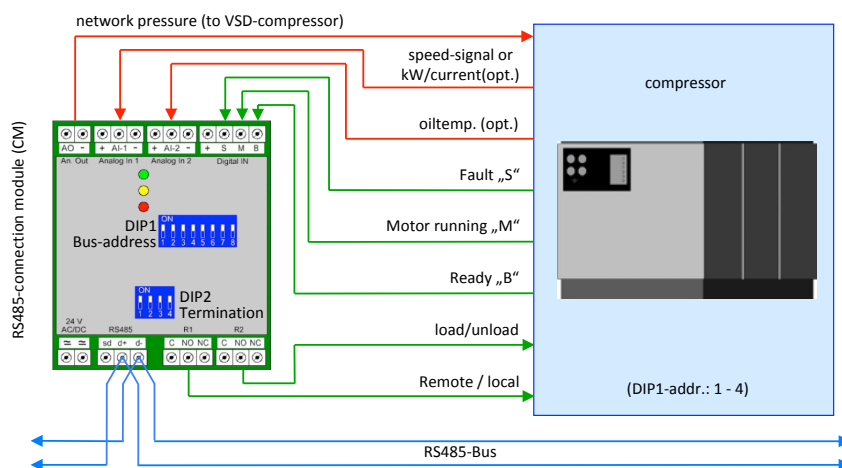 network pressure (to VSD-compressor)
speed-signal or
kW/current(opt.)
compressor
oiltemp. (opt.)
RS485-connection module (CM)
AO - + AI-1 - + AI-2 - + S M B
An. Out Analog In 1 Analog In 2 Digital IN
Fault „S“
DIP1
Bus-address
ON
1 2 3 4 5 6 7 8
Motor running „M“
Ready „B“
DIP2
Termination
ON
1 2 3 4
24 V
AC/DC RS485 R1 R2
≃ ≃ sd d+ d- C NO NC C NO NC
load/unload
Remote / local
(DIP1-addr.: 1 - 4)
RS485-Bus